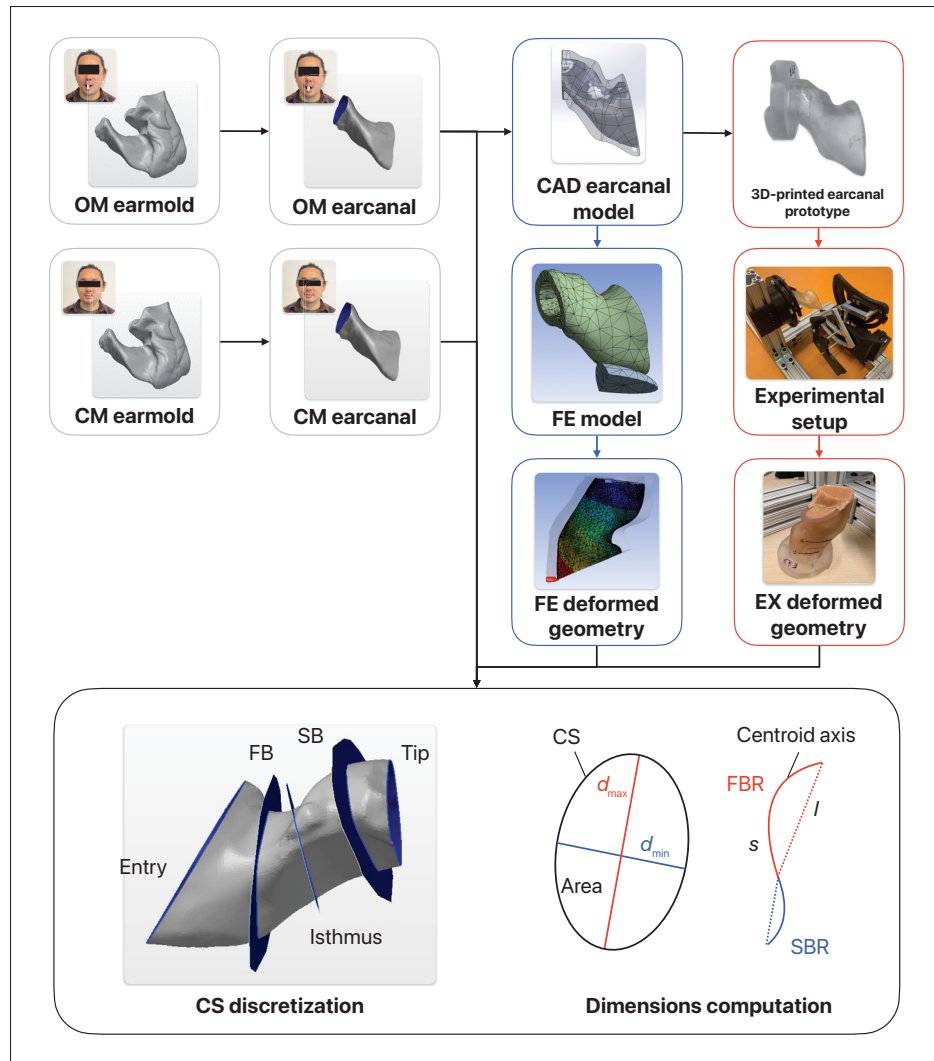 OM earmold
OM earcanal
CAD earcanal
model
3D-printed earcanal
prototype
CM earmold
CM earcanal
FE model
Experimental
setup
FE deformed
geometry
EX deformed
geometry
FB
SB
Tip
Entry
Isthmus
CS discretization
CS
dmax
dmin
Area
Centroid axis
FBR
l
s
SBR
Dimensions computation